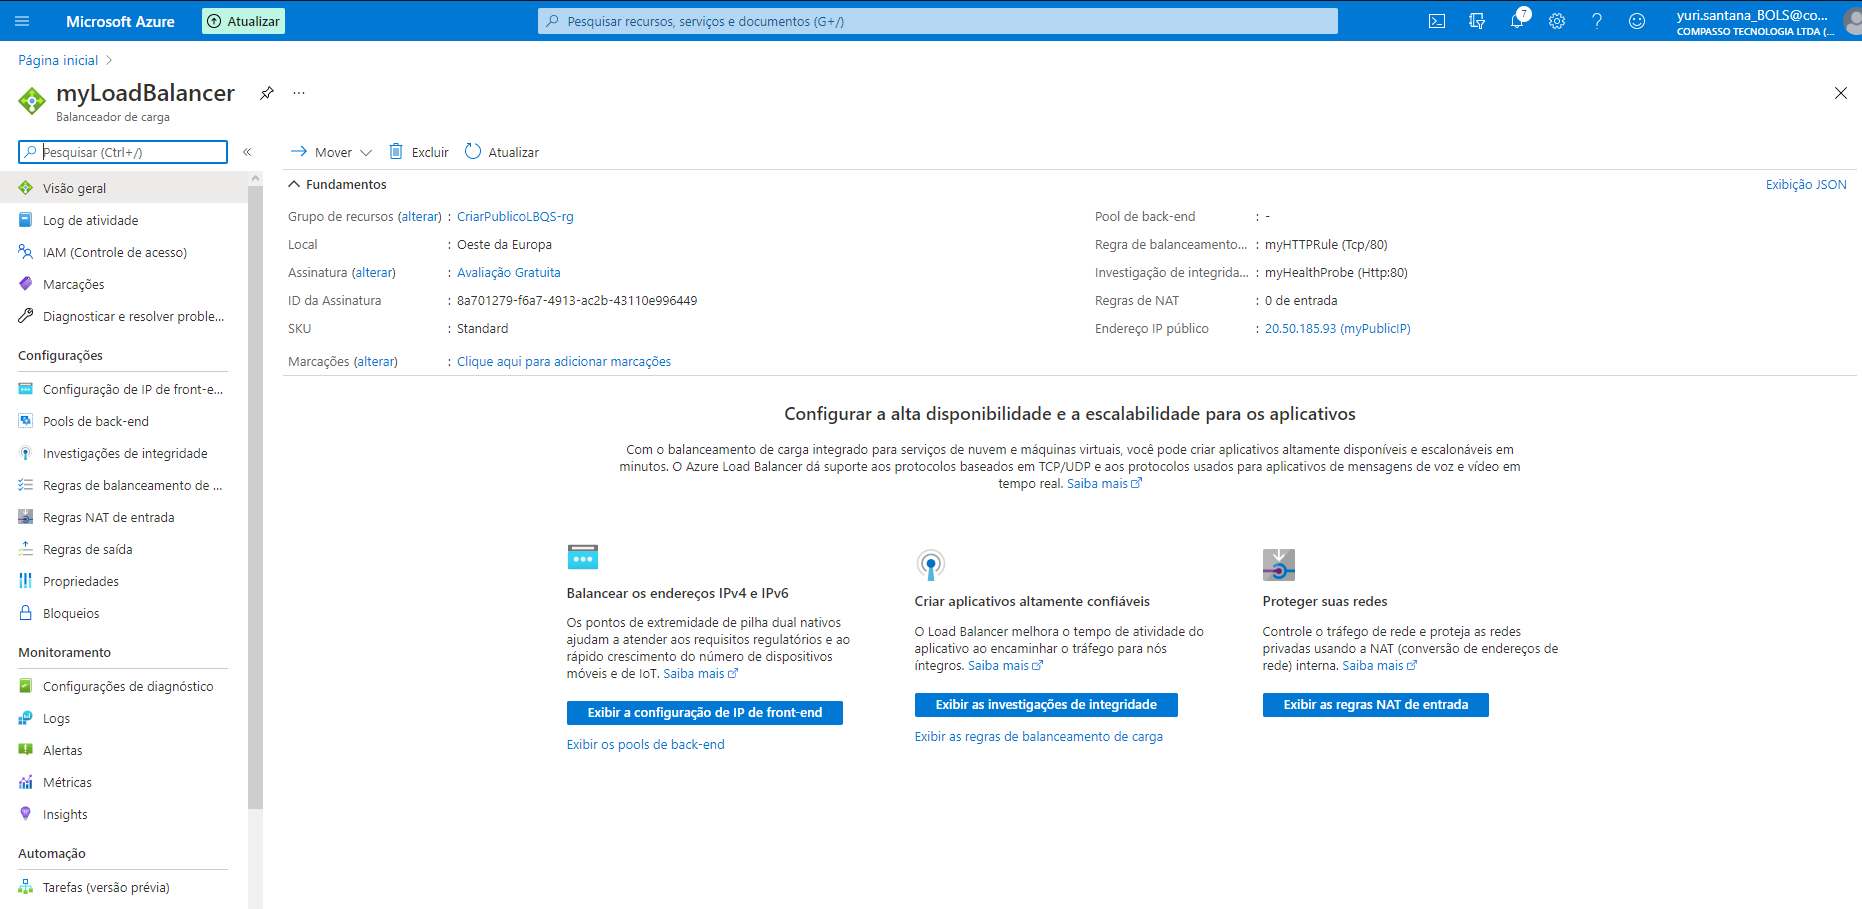 Microsoft Azure
Atualizar
Pesquisar recursos, serviços e documentos (G+/)
7
yuri.santana_BOLS@co...
COMPASSO TECNOLOGIA LTDA (...
Página inicial
myLoadBalancer
Balanceador de carga
Pesquisar (Ctrl+/)
«
Visão geral
Log de atividade
IAM (Controle de acesso)
Marcações
Diagnosticar e resolver proble...
Configurações
Configuração de IP de front-e...
Pools de back-end
Investigações de integridade
Regras de balanceamento de ...
Regras NAT de entrada
Regras de saída
Propriedades
Bloqueios
Monitoramento
Configurações de diagnóstico
Logs
Alertas
Métricas
Insights
Automação
Tarefas (versão prévia)
Mover
Excluir
Atualizar
Fundamentos
Exibição JSON
Grupo de recursos (alterar) : CriarPublicoLBQS-rg
Local : Oeste da Europa
Assinatura (alterar) : Avaliação Gratuita
ID da Assinatura : 8a701279-f6a7-4913-ac2b-43110e996449
SKU : Standard
Marcações (alterar) : Clique aqui para adicionar marcações
Pool de back-end : -
Regra de balanceamento... : myHTTPRule (Tcp/80)
Investigação de integrida... : myHealthProbe (Http:80)
Regras de NAT : 0 de entrada
Endereço IP público : 20.50.185.93 (myPublicIP)
Configurar a alta disponibilidade e a escalabilidade para os aplicativos
Com o balanceamento de carga integrado para serviços de nuvem e máquinas virtuais, você pode criar aplicativos altamente disponíveis e escalonáveis em
minutos. O Azure Load Balancer dá suporte aos protocolos baseados em TCP/UDP e aos protocolos usados para aplicativos de mensagens de voz e vídeo em
tempo real. Saiba mais
Balancear os endereços IPv4 e IPv6
Os pontos de extremidade de pilha dual nativos
ajudam a atender aos requisitos regulatórios e ao
rápido crescimento do número de dispositivos
móveis e de IoT. Saiba mais
Exibir a configuração de IP de front-end
Exibir os pools de back-end
Criar aplicativos altamente confiáveis
O Load Balancer melhora o tempo de atividade do
aplicativo ao encaminhar o tráfego para nós
íntegros. Saiba mais
Exibir as investigações de integridade
Exibir as regras de balanceamento de carga
Proteger suas redes
Controle o tráfego de rede e proteja as redes
privadas usando a NAT (conversão de endereços de
rede) interna. Saiba mais
Exibir as regras NAT de entrada